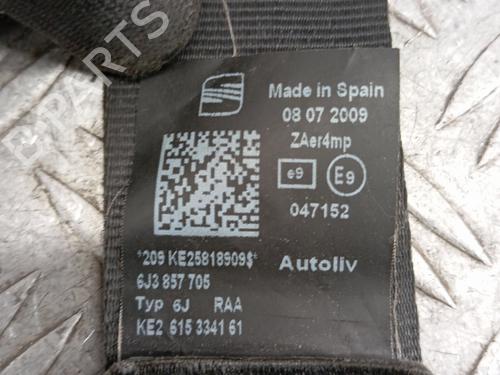 PARTS
Made in Spain
08 07 2009
ZAer4mp
e9 E9
047152
*209 KE25818909$*
6J3 857 705
Autoliv
Typ 6J RAA
KE2 615 3341 61